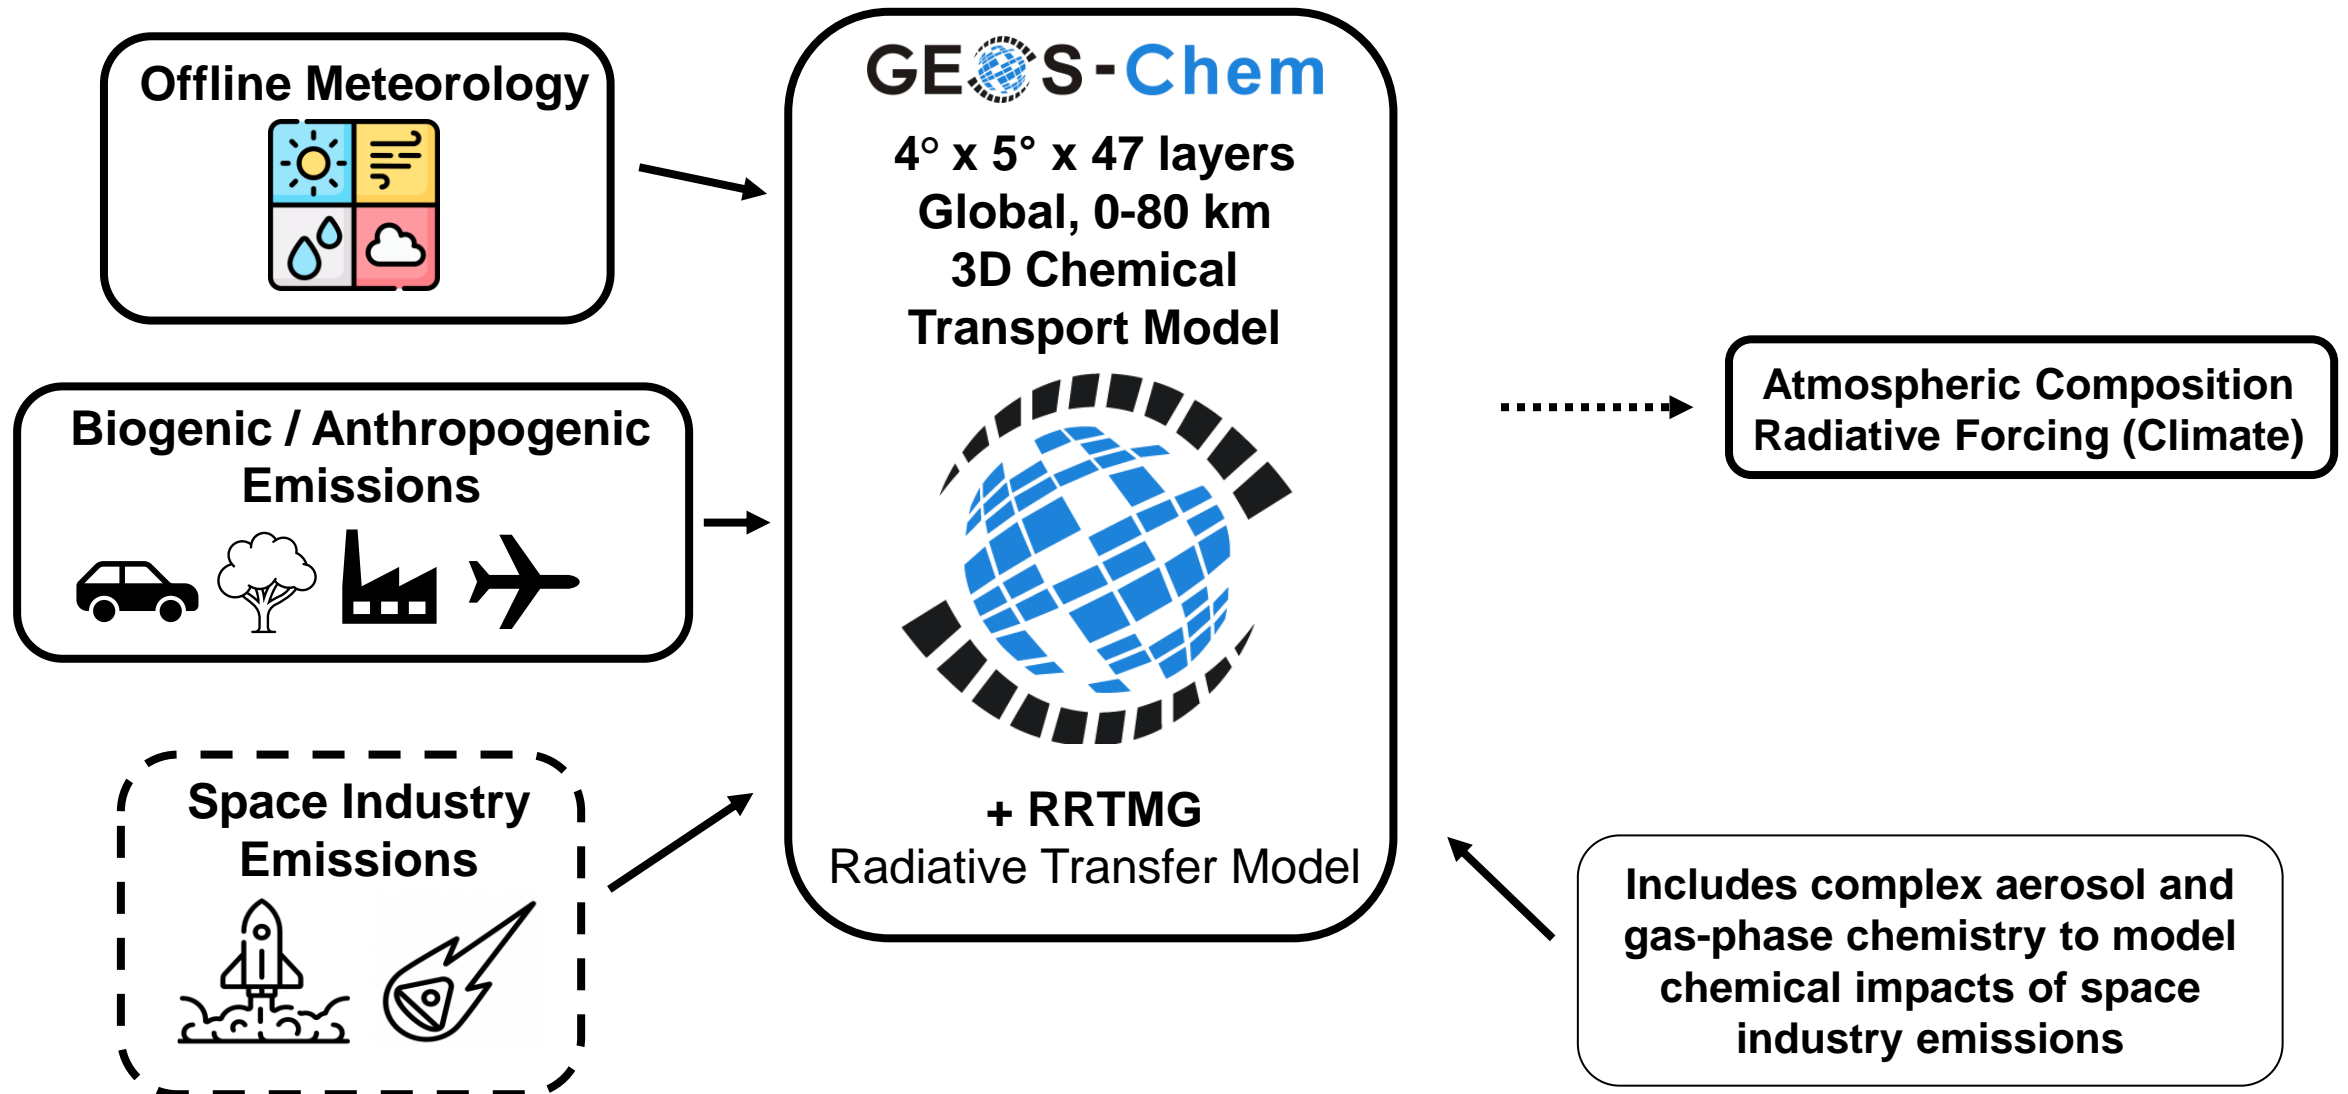 Offline Meteorology
Biogenic / Anthropogenic
Emissions
Space Industry
Emissions
GEOS-Chem
4° x 5° x 47 layers
Global, 0-80 km
3D Chemical
Transport Model
+ RRTMG
Radiative Transfer Model
Atmospheric Composition
Radiative Forcing (Climate)
Includes complex aerosol and
gas-phase chemistry to model
chemical impacts of space
industry emissions